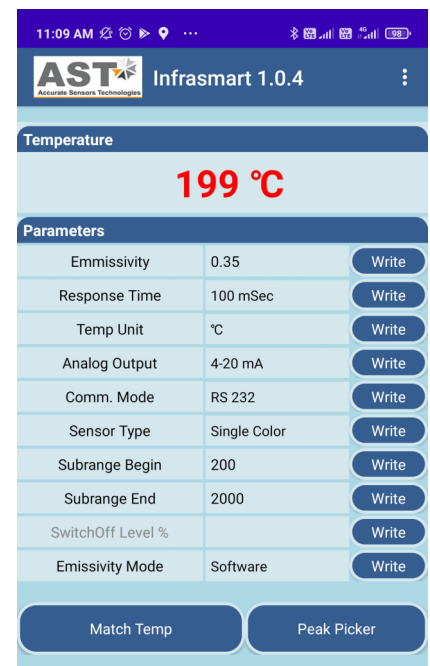 11:09 AM ... 98
AST
Accurate Sensors Technologies
Infrasmart 1.0.4
Temperature
199 °C
Parameters
Emmissivity 0.35 Write
Response Time 100 mSec Write
Temp Unit °C Write
Analog Output 4-20 mA Write
Comm. Mode RS 232 Write
Sensor Type Single Color Write
Subrange Begin 200 Write
Subrange End 2000 Write
SwitchOff Level % Write
Emissivity Mode Software Write
Match Temp Peak Picker